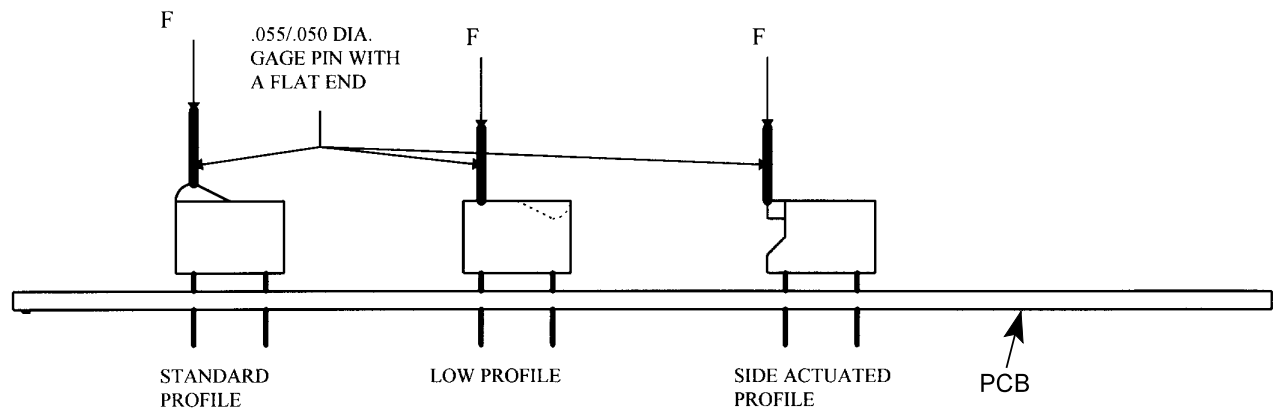 F
.055/.050 DIA.
GAGE PIN WITH
A FLAT END
F
F
STANDARD
PROFILE
LOW PROFILE
SIDE ACTUATED
PROFILE
PCB